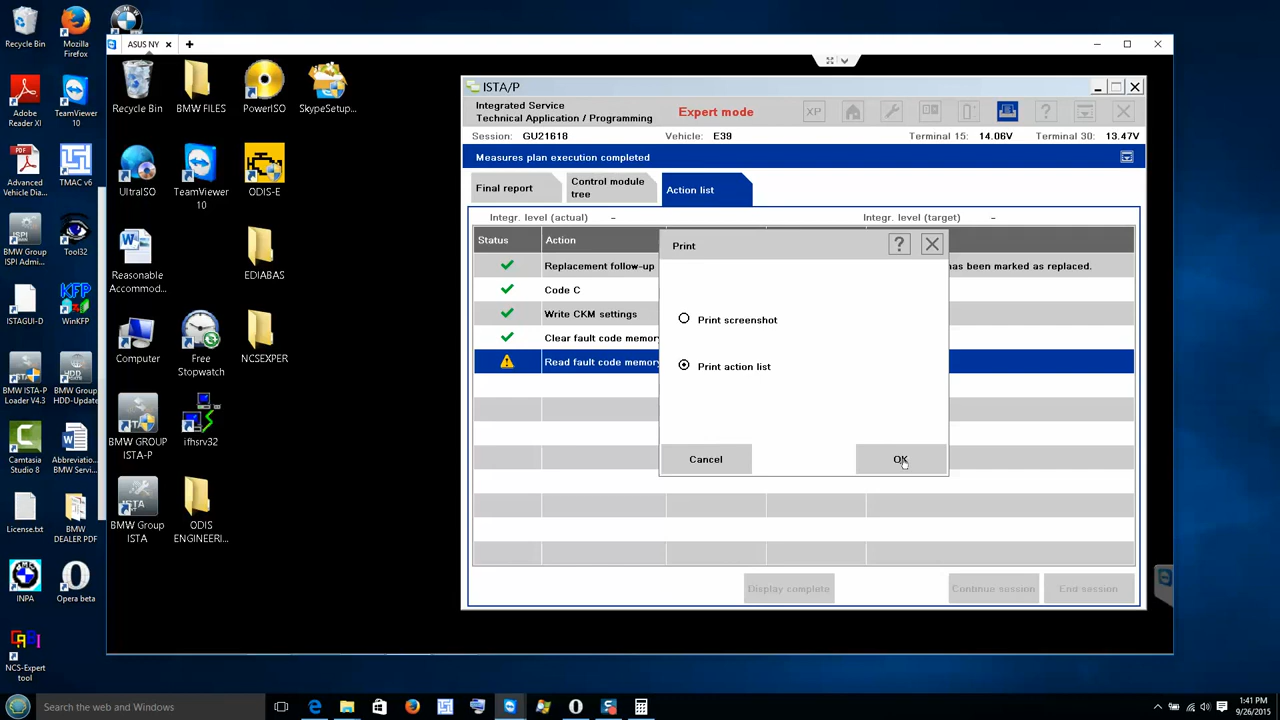 Recycle Bin
Mozilla
Firefox
Adobe
Reader XI
TeamViewer
10
Advanced
Vehicle Dia...
TMAC v6
BMW Group
ISPI Admi...
Tool32
ISTAGUI-D
WinKFP
BMW ISTA-P
Loader V4.3
BMW Group
HDD-Update
Camtasia
Studio 8
Abbreviatio...
BMW Servi...
License.txt
BMW
DEALER PDF
INPA
Opera beta
NCS-Expert
tool
ASUS NY
Recycle Bin
BMW FILES
PowerISO
SkypeSetup...
UltraISO
TeamViewer
10
ODIS-E
Reasonable
Accommod...
EDIABAS
Computer
Free
Stopwatch
NCSEXPER
BMW GROUP
ISTA-P
ifhsrv32
BMW Group
ISTA
ODIS
ENGINEERI...
ISTA/P
Integrated Service
Technical Application / Programming
Expert mode
XP
Session: GU21618 Vehicle: E39 Terminal 15: 14.06V Terminal 30: 13.47V
Measures plan execution completed
Final report
Control module
tree
Action list
Integr. level (actual) - Integr. level (target) -
Status Action
Replacement follow-up has been marked as replaced.
Code C
Write CKM settings
Clear fault code memory
Read fault code memory
Print
?
Print screenshot
Print action list
Cancel
OK
Display complete
Continue session
End session
Search the web and Windows
1:41 PM
9/26/2015